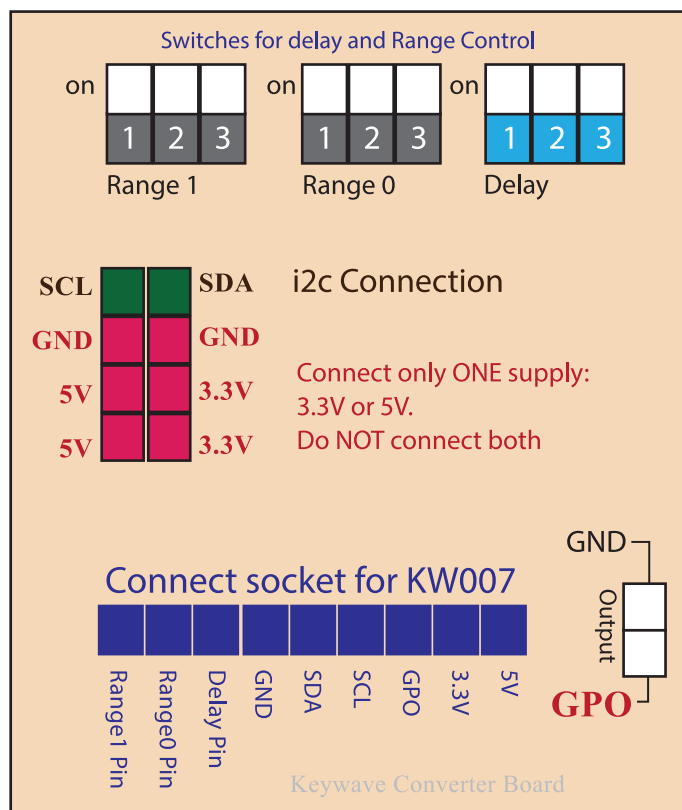 Switches for delay and Range Control
on on on
1 2 3 1 2 3 1 2 3
Range 1 Range 0 Delay
SCL SDA i2c Connection
GND GND
5V 3.3V
5V 3.3V
Connect only ONE supply:
3.3V or 5V.
Do NOT connect both
GND
Output
GPO
Connect socket for KW007
Range1 Pin
Range0 Pin
Delay Pin
GND
SDA
SCL
GPO
3.3V
5V
Keywave Converter Board